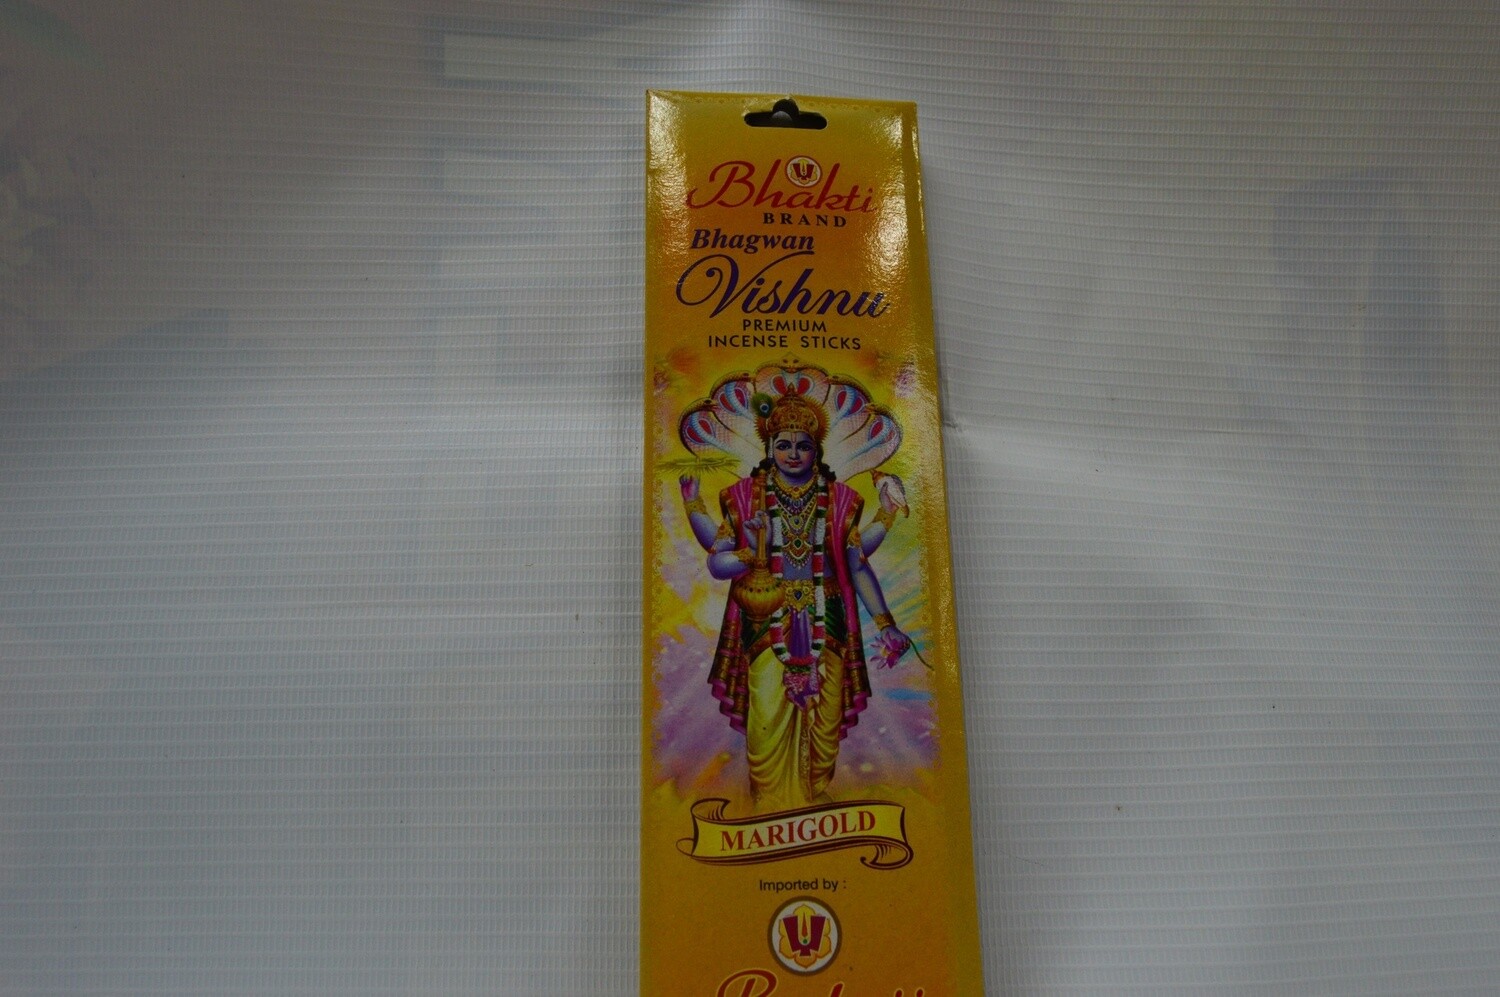 Bhakti
BRAND
Bhagwan
Vishnu
PREMIUM
INCENSE STICKS
MARIGOLD
Imported by :